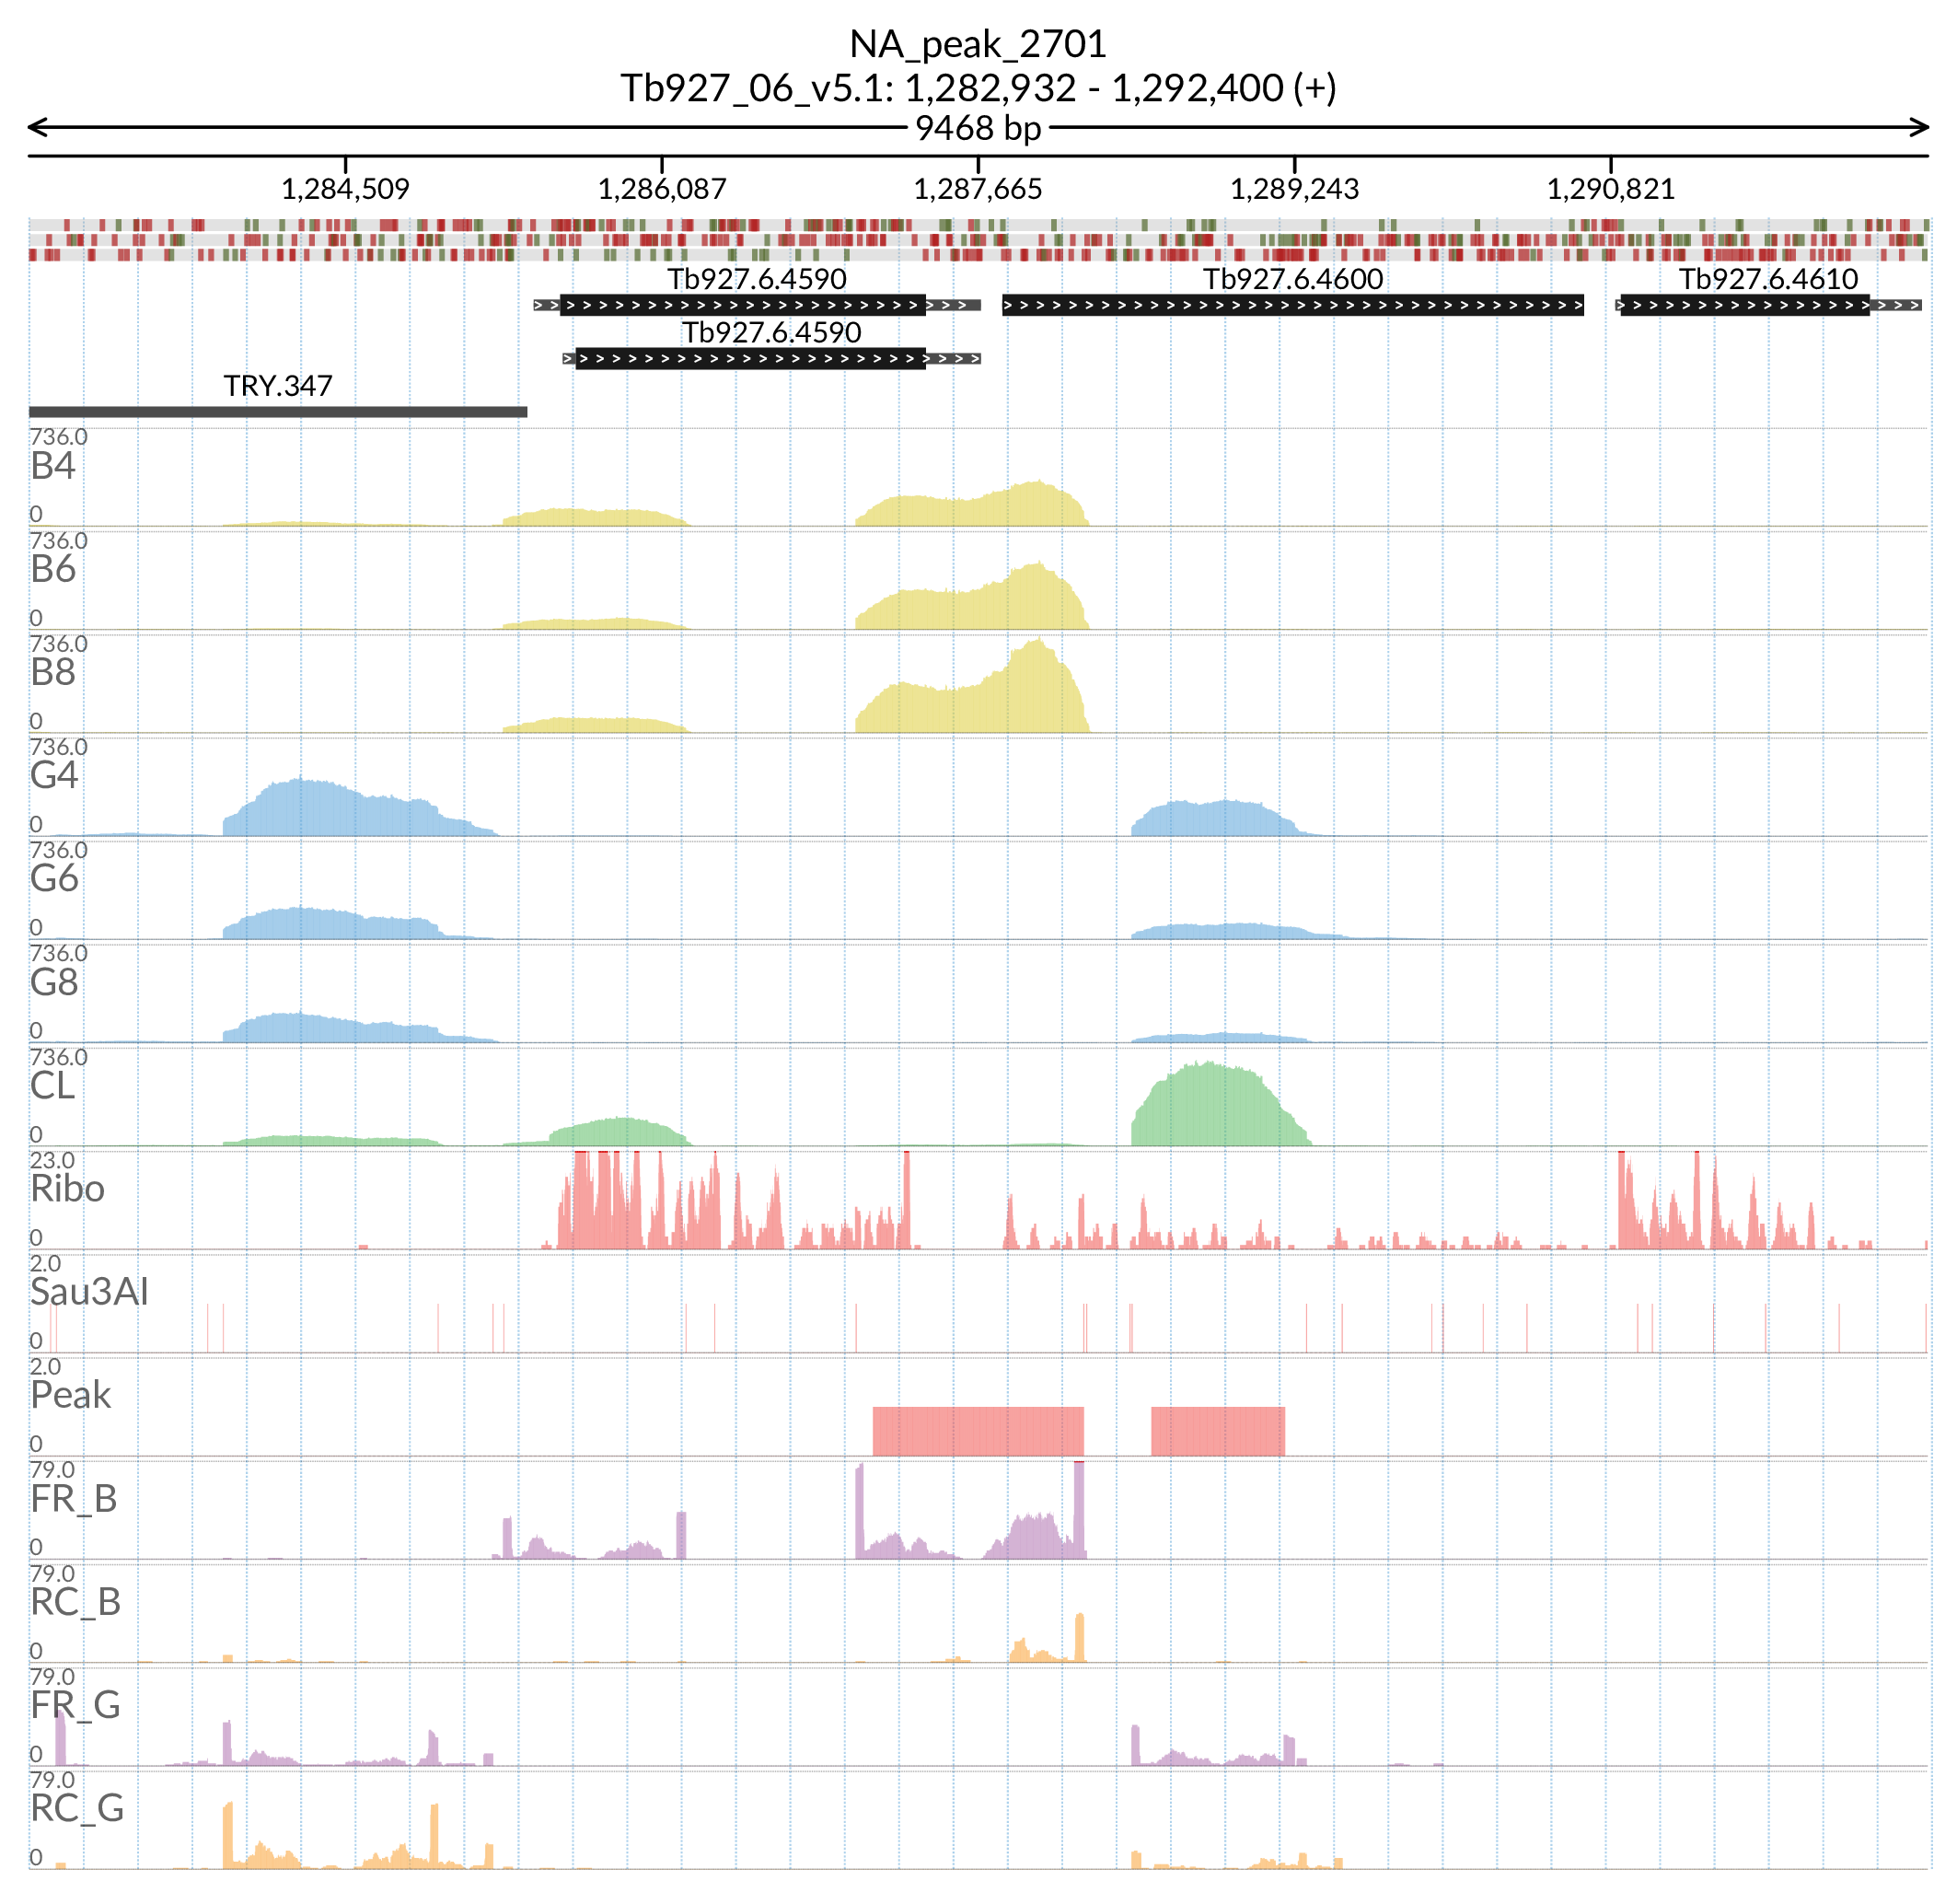 NA_peak_2701
Tb927_06_v5.1: 1,282,932 - 1,292,400 (+)
9468 bp
1,284,509 1,286,087 1,287,665 1,289,243 1,290,821
Tb927.6.4590 Tb927.6.4600 Tb927.6.4610
Tb927.6.4590
TRY.347
736.0
B4
0
736.0
B6
0
736.0
B8
0
736.0
G4
0
736.0
G6
0
736.0
G8
0
736.0
CL
0
23.0
Ribo
0
2.0
Sau3AI
0
2.0
Peak
0
79.0
FR_B
0
79.0
RC_B
0
79.0
FR_G
0
79.0
RC_G
0